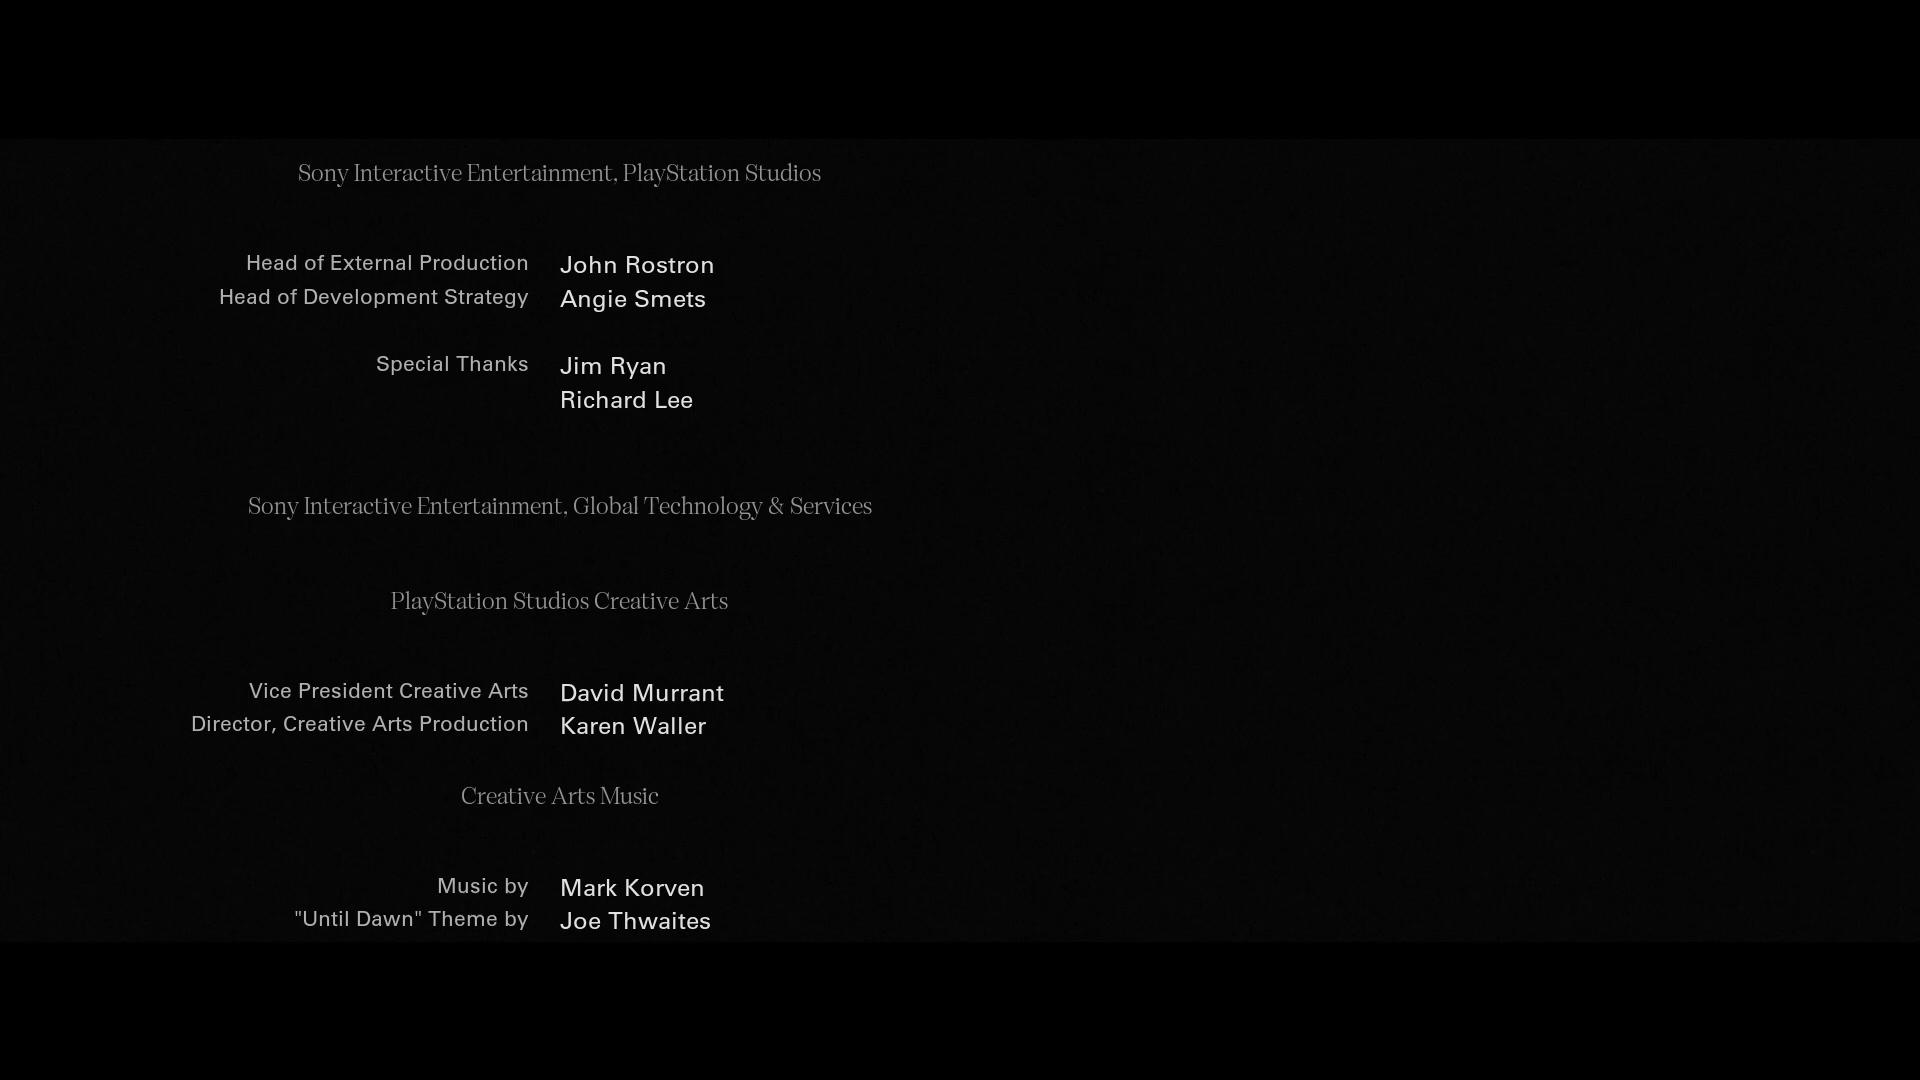 Sony Interactive Entertainment, PlayStation Studios
Head of External Production John Rostron
Head of Development Strategy Angie Smets
Special Thanks Jim Ryan
Richard Lee
Sony Interactive Entertainment, Global Technology & Services
PlayStation Studios Creative Arts
Vice President Creative Arts David Murrant
Director, Creative Arts Production Karen Waller
Creative Arts Music
Music by Mark Korven
"Until Dawn" Theme by Joe Thwaites